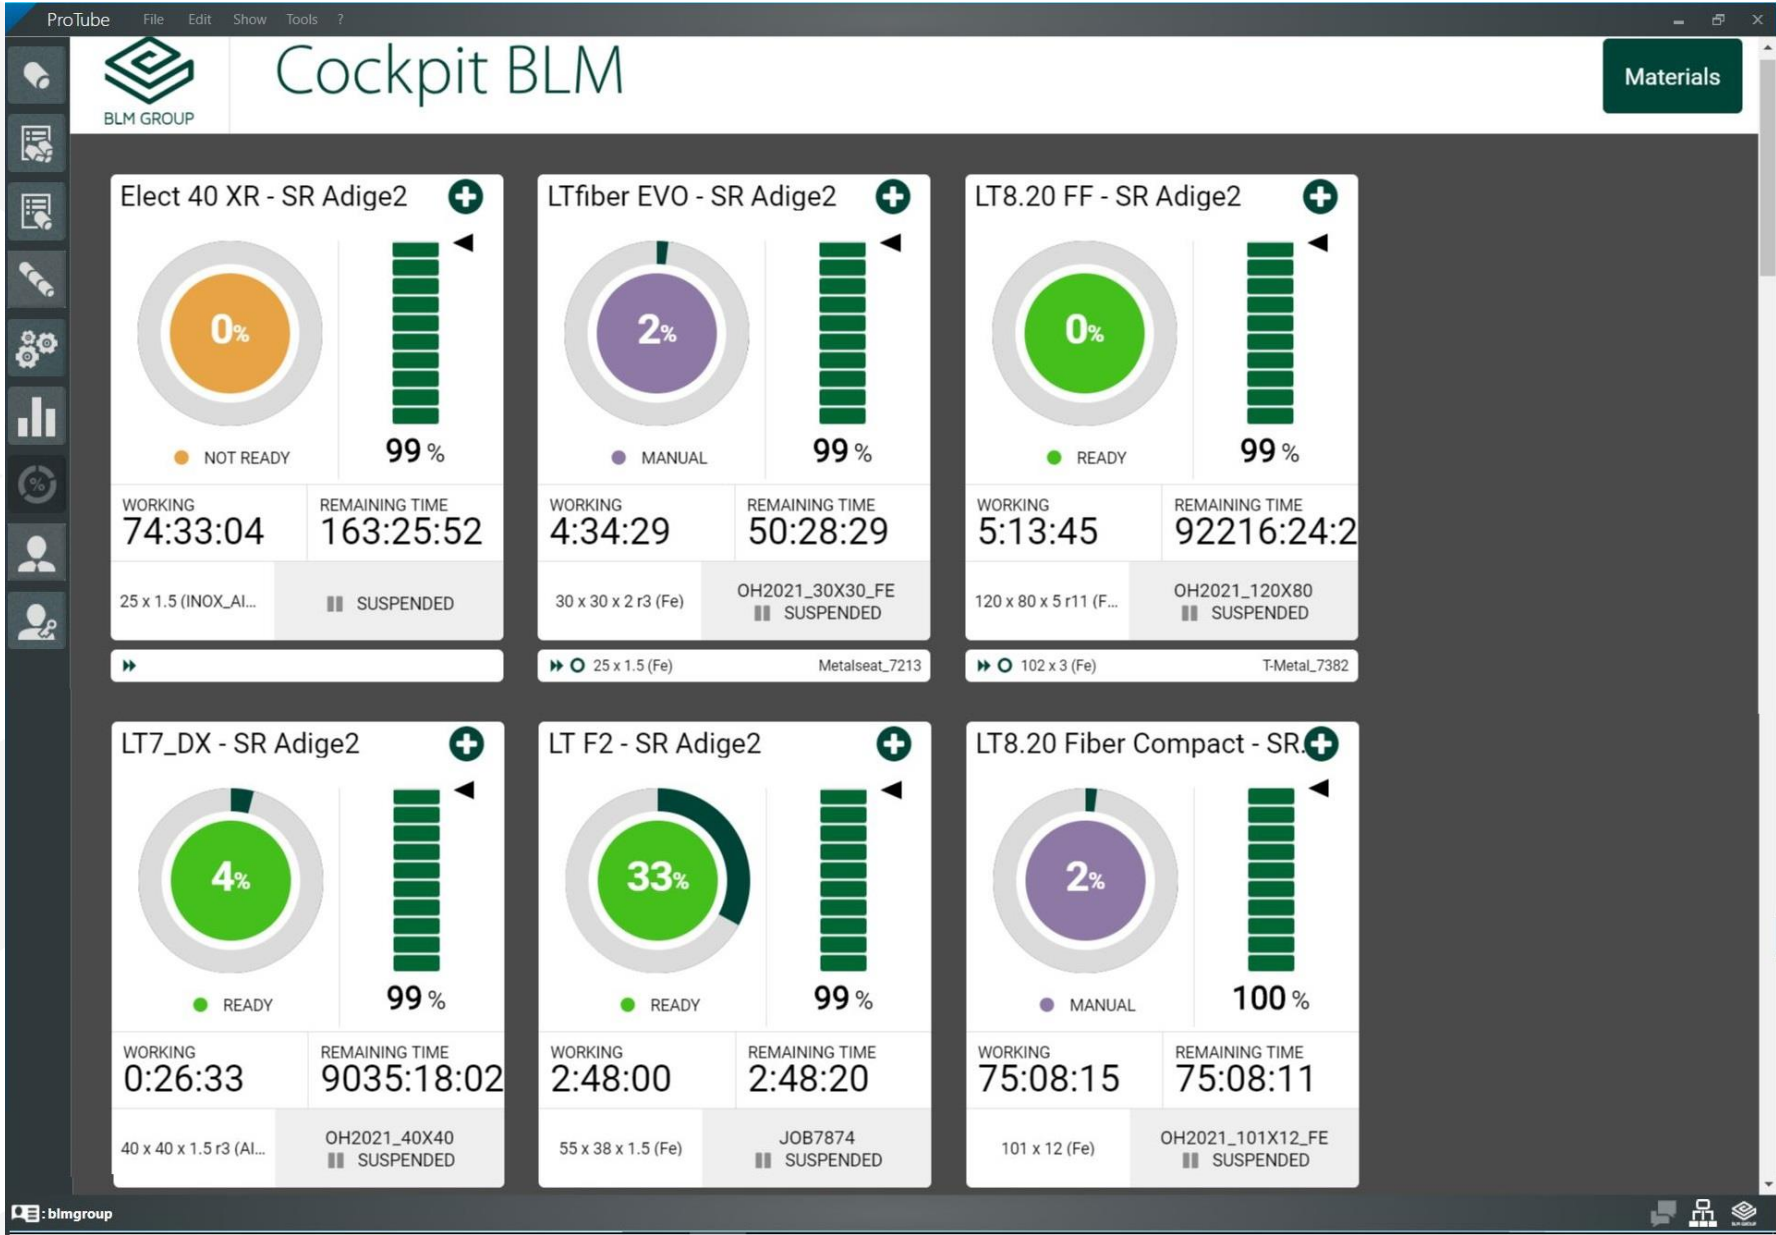 ProTube File Edit Show Tools ?
BLM GROUP
Cockpit BLM
Materials
Elect 40 XR - SR Adige2
0%
NOT READY
99 %
WORKING
74:33:04
REMAINING TIME
163:25:52
25 x 1.5 (INOX_AI...
SUSPENDED
LTfiber EVO - SR Adige2
2%
MANUAL
99 %
WORKING
4:34:29
REMAINING TIME
50:28:29
30 x 30 x 2 r3 (Fe)
OH2021_30X30_FE
SUSPENDED
25 x 1.5 (Fe) Metalseat_7213
LT8.20 FF - SR Adige2
0%
READY
99 %
WORKING
5:13:45
REMAINING TIME
92216:24:2
120 x 80 x 5 r11 (F...
OH2021_120X80
SUSPENDED
102 x 3 (Fe) T-Metal_7382
LT7_DX - SR Adige2
4%
READY
99 %
WORKING
0:26:33
REMAINING TIME
9035:18:02
40 x 40 x 1.5 r3 (Al...
OH2021_40X40
SUSPENDED
LT F2 - SR Adige2
33%
READY
99 %
WORKING
2:48:00
REMAINING TIME
2:48:20
55 x 38 x 1.5 (Fe)
JOB7874
SUSPENDED
LT8.20 Fiber Compact - SR.
2%
MANUAL
100 %
WORKING
75:08:15
REMAINING TIME
75:08:11
101 x 12 (Fe)
OH2021_101X12_FE
SUSPENDED
: blmgroup